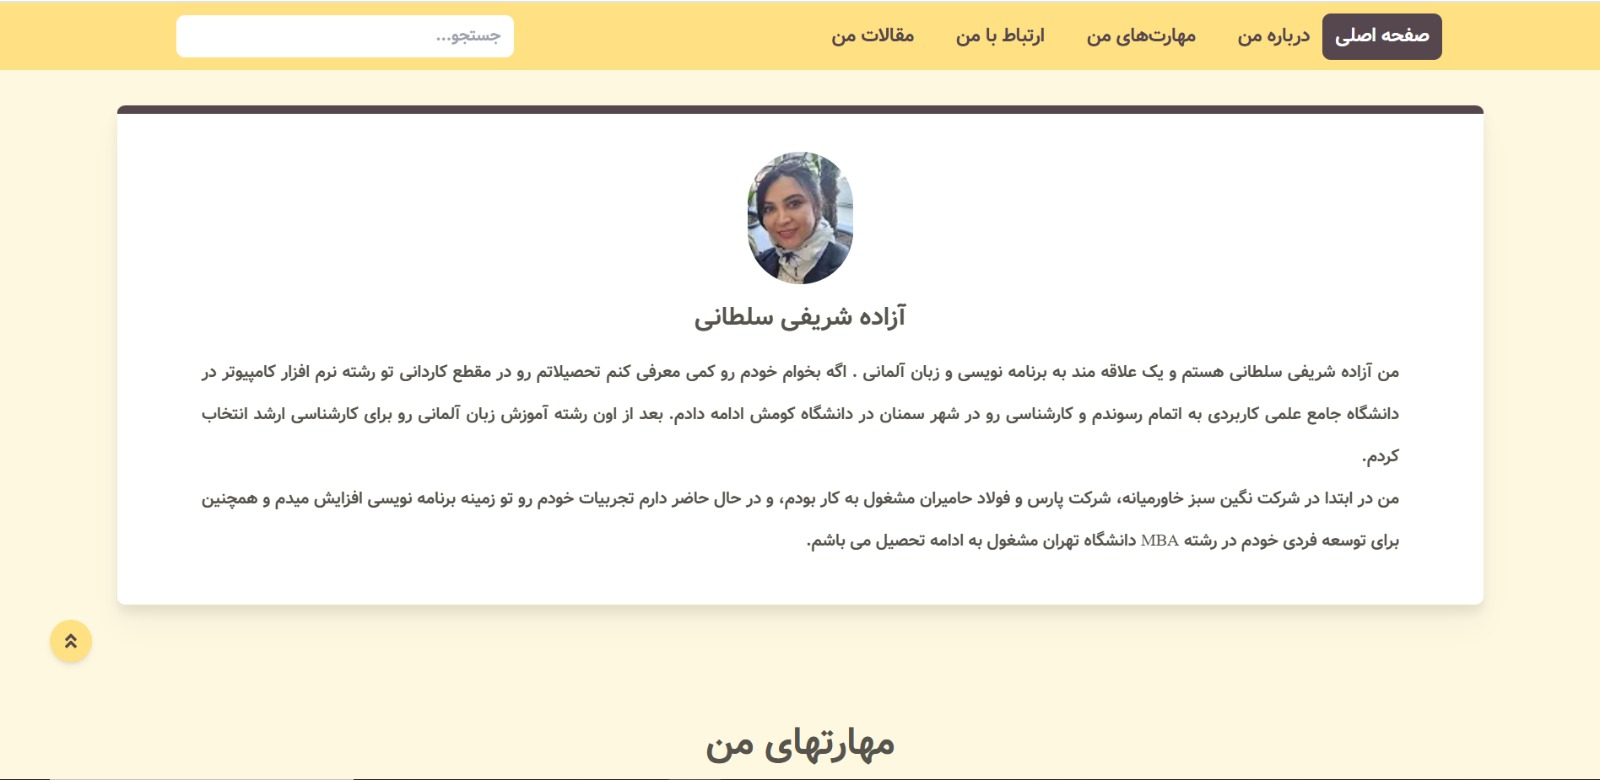 صفحه اصلی درباره من مهارت‌های من ارتباط با من مقالات من جستجو...
آزاده شریفی سلطانی
من آزاده شریفی سلطانی هستم و یک علاقه مند به برنامه نویسی و زبان آلمانی . اگه بخوام خودم رو کمی معرفی کنم تحصیلاتم رو در مقطع کاردانی تو رشته نرم افزار کامپیوتر در
دانشگاه جامع علمی کاربردی به اتمام رسوندم و کارشناسی رو در شهر سمنان در دانشگاه کومش ادامه دادم. بعد از اون رشته آموزش زبان آلمانی رو برای کارشناسی ارشد انتخاب
کردم.
من در ابتدا در شرکت نگین سبز خاورمیانه، شرکت پارس و فولاد حامیران مشغول به کار بودم، و در حال حاضر دارم تجربیات خودم رو تو زمینه برنامه نویسی افزایش میدم و همچنین
برای توسعه فردی خودم در رشته MBA دانشگاه تهران مشغول به ادامه تحصیل می باشم.
مهارتهای من